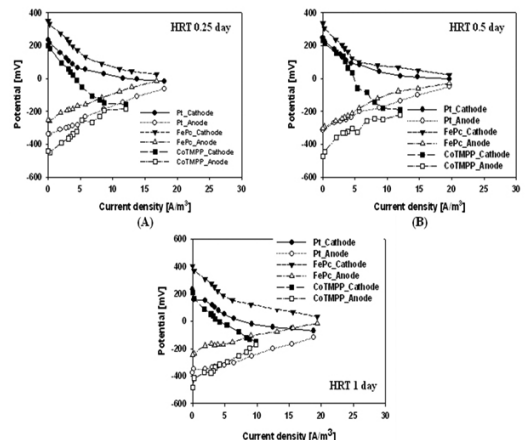 HRT 0.25 day
Potential [mV]
400
200
0
-200
-400
-600
Pt_Cathode
Pt_Anode
FePc_Cathode
FePc_Anode
CoTMPP_Cathode
CoTMPP_Anode
0 5 10 15 20 25 30
Current density [A/m³]
(A)
HRT 0.5 day
Potential [mV]
400
200
0
-200
-400
-600
Pt_Cathode
Pt_Anode
FePc_Cathode
FePc_Anode
CoTMPP_Cathode
CoTMPP_Anode
0 5 10 15 20 25 30
Current density [A/m³]
(B)
Potential [mV]
600
400
200
0
-200
-400
-600
Pt_Cathode
Pt_Anode
FePc_Cathode
FePc_Anode
CoTMPP_Cathode
CoTMPP_Anode
HRT 1 day
0 5 10 15 20 25 30
Current density [A/m³]